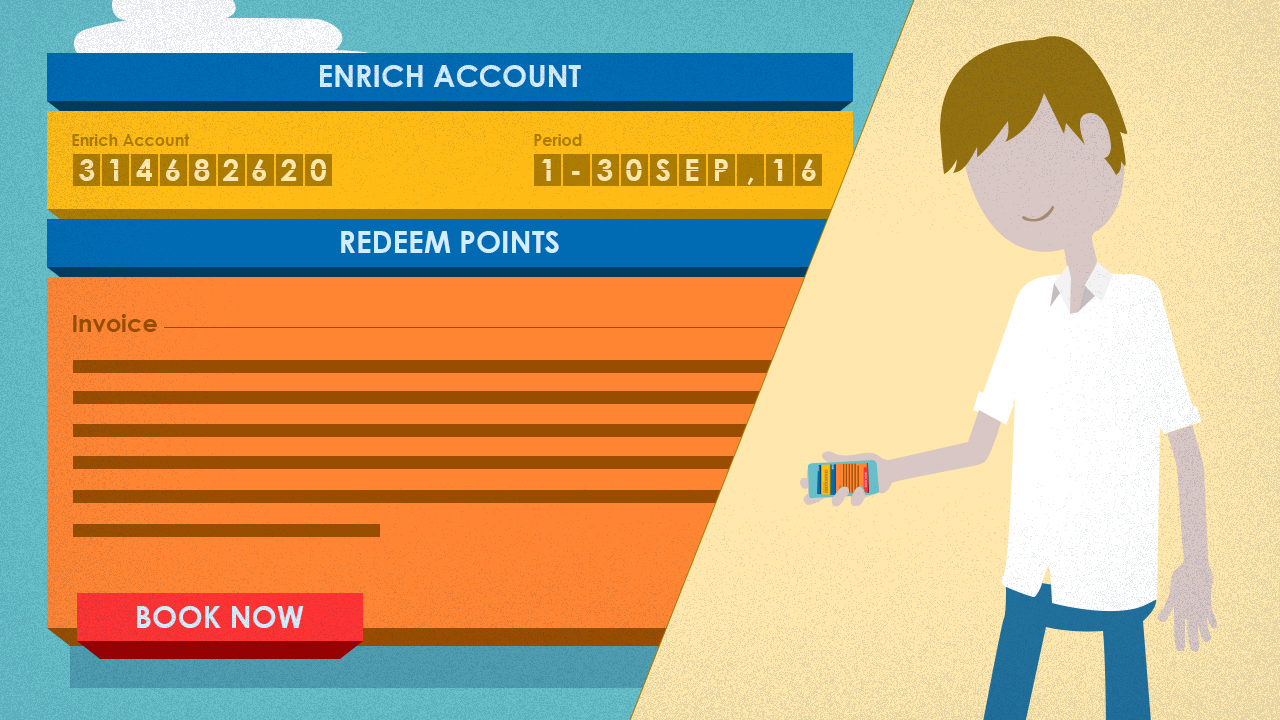 ENRICH ACCOUNT
Enrich Account
Period
314682620
1-30SEP,16
REDEEM POINTS
Invoice
BOOK NOW